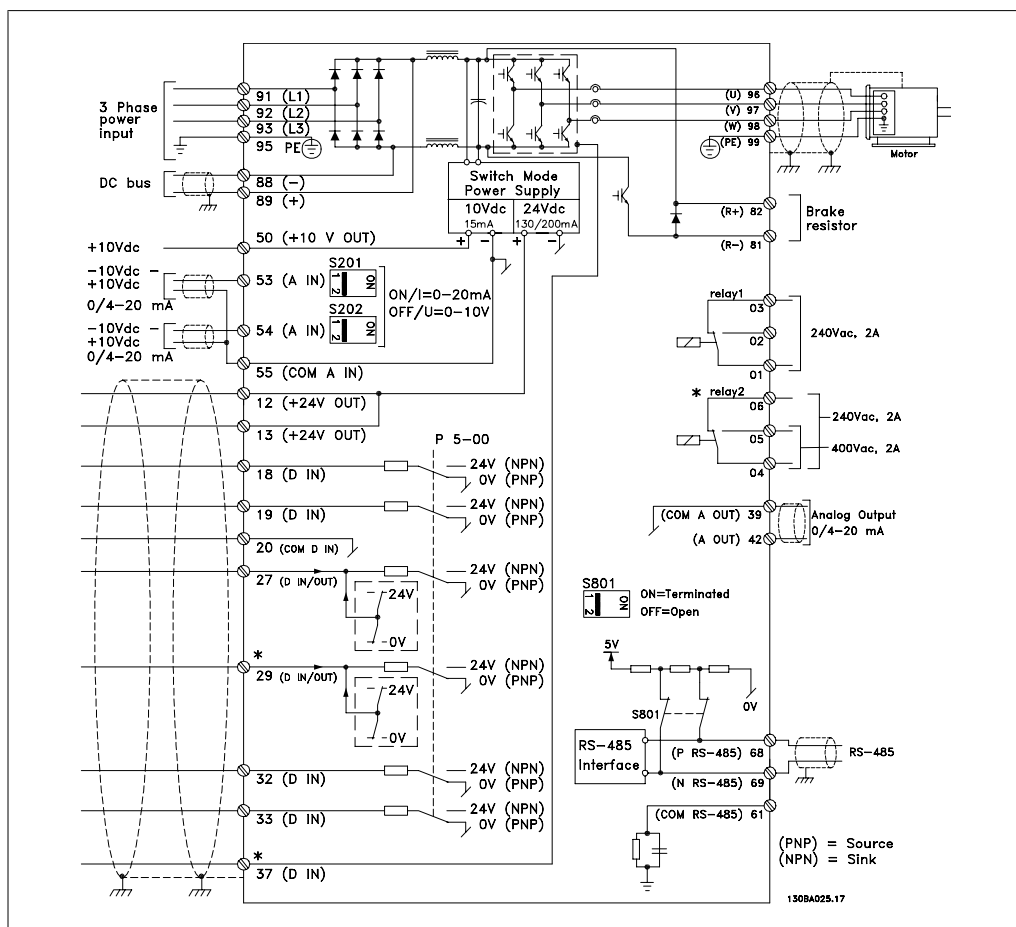 3 Phase
power
input
91 (L1)
92 (L2)
93 (L3)
95 PE
DC bus
88 (-)
89 (+)
Switch Mode
Power Supply
10Vdc
15mA
24Vdc
130/200mA
+
-
+
-
(U) 96
(V) 97
(W) 98
(PE) 99
Motor
(R+) 82
(R-) 81
Brake
resistor
+10Vdc
50 (+10 V OUT)
-10Vdc -
+10Vdc
0/4-20 mA
53 (A IN)
S201
1 2
ON
ON/I=0-20mA
OFF/U=0-10V
-10Vdc -
+10Vdc
0/4-20 mA
54 (A IN)
S202
1 2
ON
55 (COM A IN)
12 (+24V OUT)
13 (+24V OUT)
relay1
03
02
01
240Vac, 2A
* relay2
06
05
04
240Vac, 2A
400Vac, 2A
P 5-00
18 (D IN)
24V (NPN)
0V (PNP)
19 (D IN)
24V (NPN)
0V (PNP)
20 (COM D IN)
27 (D IN/OUT)
24V (NPN)
0V (PNP)
24V
0V
*
29 (D IN/OUT)
24V (NPN)
0V (PNP)
24V
0V
32 (D IN)
24V (NPN)
0V (PNP)
33 (D IN)
24V (NPN)
0V (PNP)
*
37 (D IN)
(COM A OUT) 39
(A OUT) 42
Analog Output
0/4-20 mA
S801
1 2
ON
ON=Terminated
OFF=Open
5V
0V
S801
RS-485
Interface
(P RS-485) 68
(N RS-485) 69
RS-485
(COM RS-485) 61
(PNP) = Source
(NPN) = Sink
130BA025.17